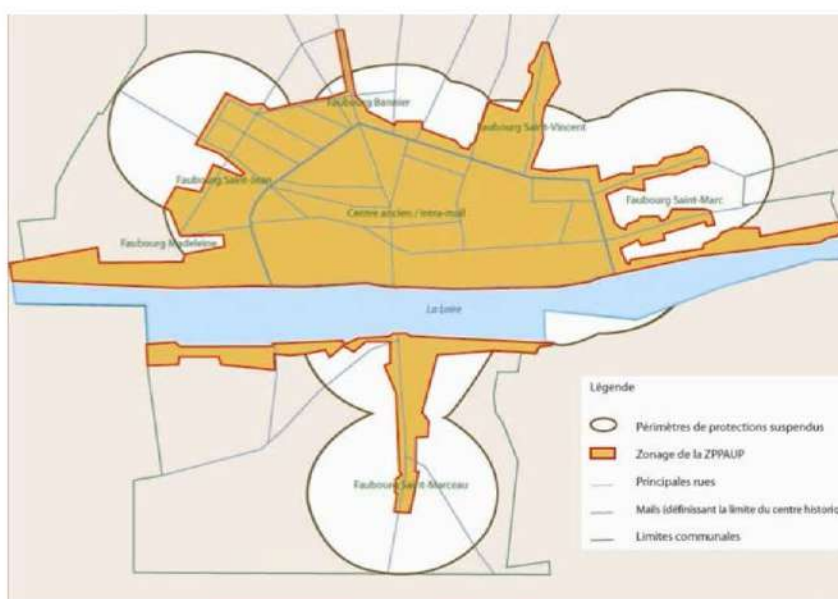 Faubourg Bannier
Faubourg Saint-Vincent
Faubourg Saint-Jean
Faubourg Saint-Marc
Centre ancien / intra-mail
Faubourg Madeleine
La Loire
Faubourg Saint-Marceau
Légende
Périmètres de protections suspendus
Zonage de la ZPPAUP
Principales rues
Mails (définissant la limite du centre historiq
Limites communales